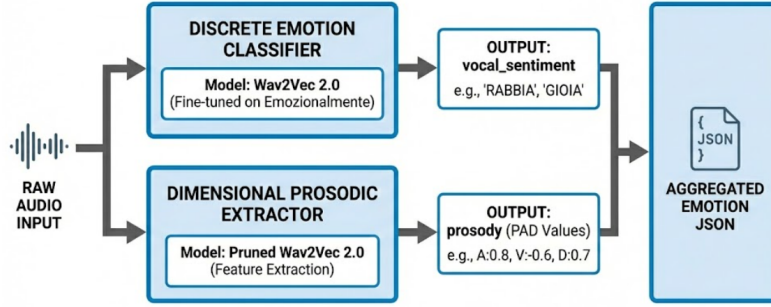 RAW
AUDIO
INPUT
DISCRETE EMOTION
CLASSIFIER
Model: Wav2Vec 2.0
(Fine-tuned on Emozionalmente)
OUTPUT:
vocal_sentiment
e.g., 'RABBIA', 'GIOIA'
DIMENSIONAL PROSODIC
EXTRACTOR
Model: Pruned Wav2Vec 2.0
(Feature Extraction)
OUTPUT:
prosody (PAD Values)
e.g., A:0.8, V:-0.6, D:0.7
{
JSON
}
AGGREGATED
EMOTION
JSON